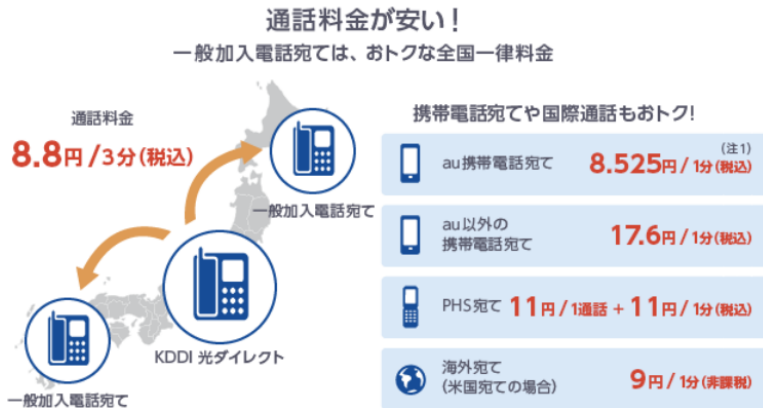 通話料金が安い！
一般加入電話宛ては、おトクな全国一律料金
通話料金
8.8円/3分(税込)
一般加入電話宛て
KDDI 光ダイレクト
一般加入電話宛て
携帯電話宛てや国際通話もおトク!
au携帯電話宛て
(注1)
8.525円/1分(税込)
au以外の
携帯電話宛て
17.6円/1分(税込)
PHS宛て 11円/1通話 + 11円/1分(税込)
海外宛て
(米国宛ての場合)
9円/1分(非課税)